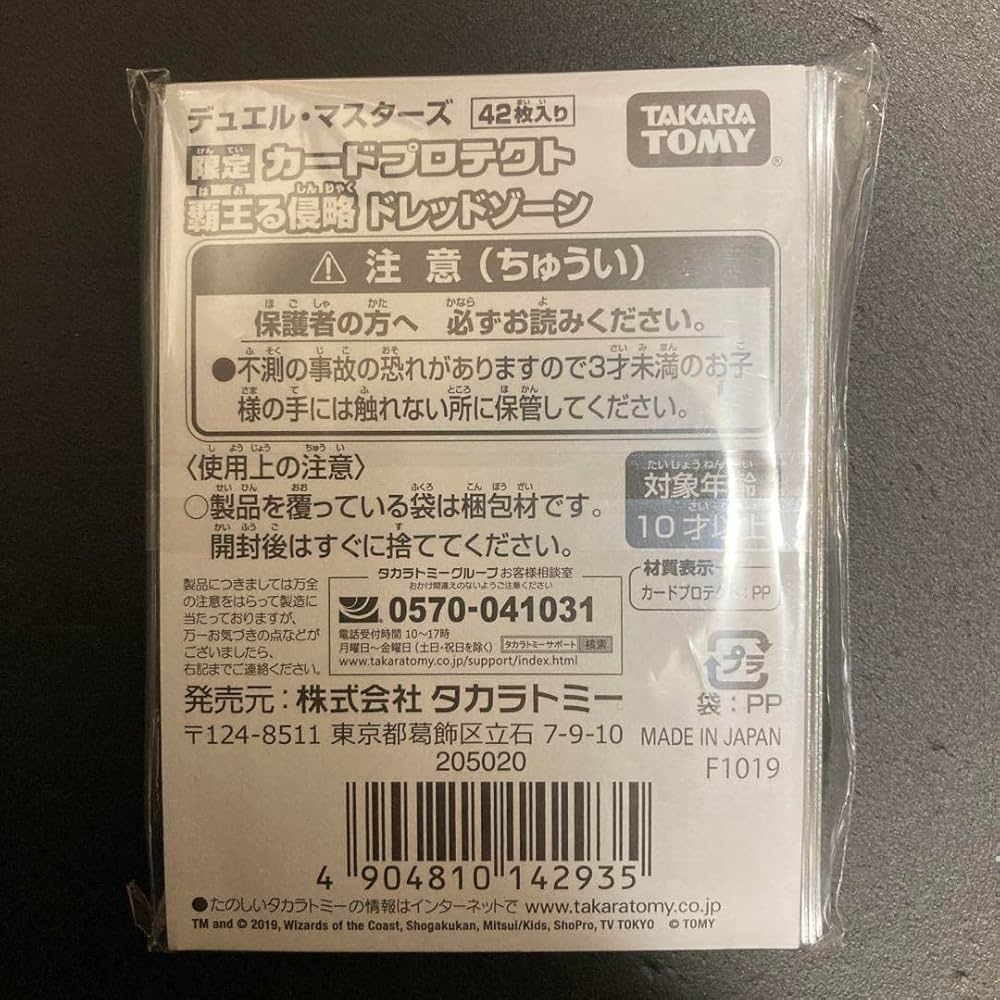 デュエル・マスターズ 42枚入り
TAKARA TOMY®
限定 カードプロテクト
覇王る侵略 ドレッドゾーン
⚠ 注意(ちゅうい)
保護者の方へ 必ずお読みください。
●不測の事故の恐れがありますので3才未満のお子
様の手には触れない所に保管してください。
〈使用上の注意〉
○製品を覆っている袋は梱包材です。
開封後はすぐに捨ててください。
対象年齢
10才以上
材質表示
カードプロテクト:PP
製品につきましては万全
の注意をはらって製造に
当たっておりますが、
万一お気づきの点などが
ございましたら、
右記までご連絡ください。
タカラトミーグループ お客様相談室
おかけ間違えのないようご注意ください
0570-041031
電話受付時間 10〜17時
月曜日〜金曜日(土日・祝日を除く) タカラトミーサポート 検索
www.takaratomy.co.jp/support/index.html
プラ
袋:PP
発売元:株式会社 タカラトミー
〒124-8511 東京都葛飾区立石 7-9-10
MADE IN JAPAN
205020
F1019
4 904810 142935
●たのしいタカラトミーの情報はインターネットで www.takaratomy.co.jp
TM and © 2019, Wizards of the Coast, Shogakukan, Mitsui/Kids, ShoPro, TV TOKYO © TOMY